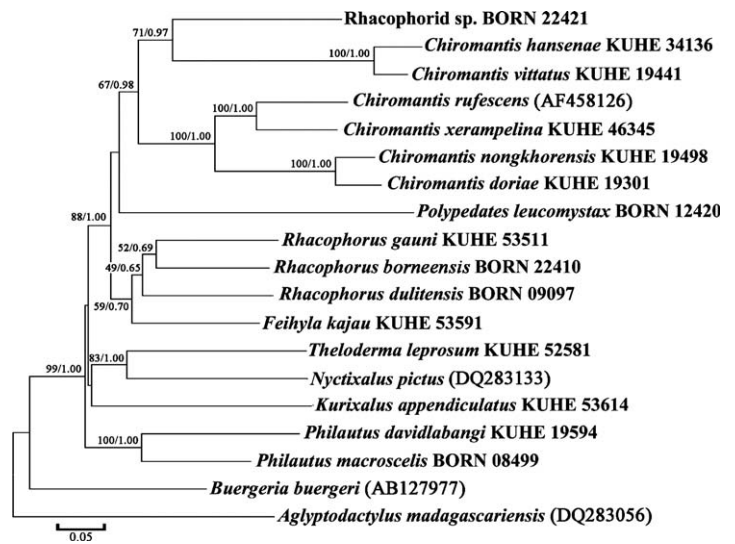 71/0.97
Rhacophorid sp. BORN 22421
Chiromantis hansenae KUHE 34136
100/1.00
Chiromantis vittatus KUHE 19441
67/0.98
100/1.00
Chiromantis rufescens (AF458126)
Chiromantis xerampelina KUHE 46345
100/1.00
100/1.00
Chiromantis nongkhorensis KUHE 19498
Chiromantis doriae KUHE 19301
88/1.00
Polypedates leucomystax BORN 12420
52/0.69
Rhacophorus gauni KUHE 53511
49/0.65
Rhacophorus borneensis BORN 22410
59/0.70
Rhacophorus dulitensis BORN 09097
Feihyla kajau KUHE 53591
99/1.00
83/1.00
Theloderma leprosum KUHE 52581
Nyctixalus pictus (DQ283133)
Kurixalus appendiculatus KUHE 53614
100/1.00
Philautus davidlabangi KUHE 19594
Philautus macroscelis BORN 08499
Buergeria buergeri (AB127977)
Aglyptodactylus madagascariensis (DQ283056)
0.05